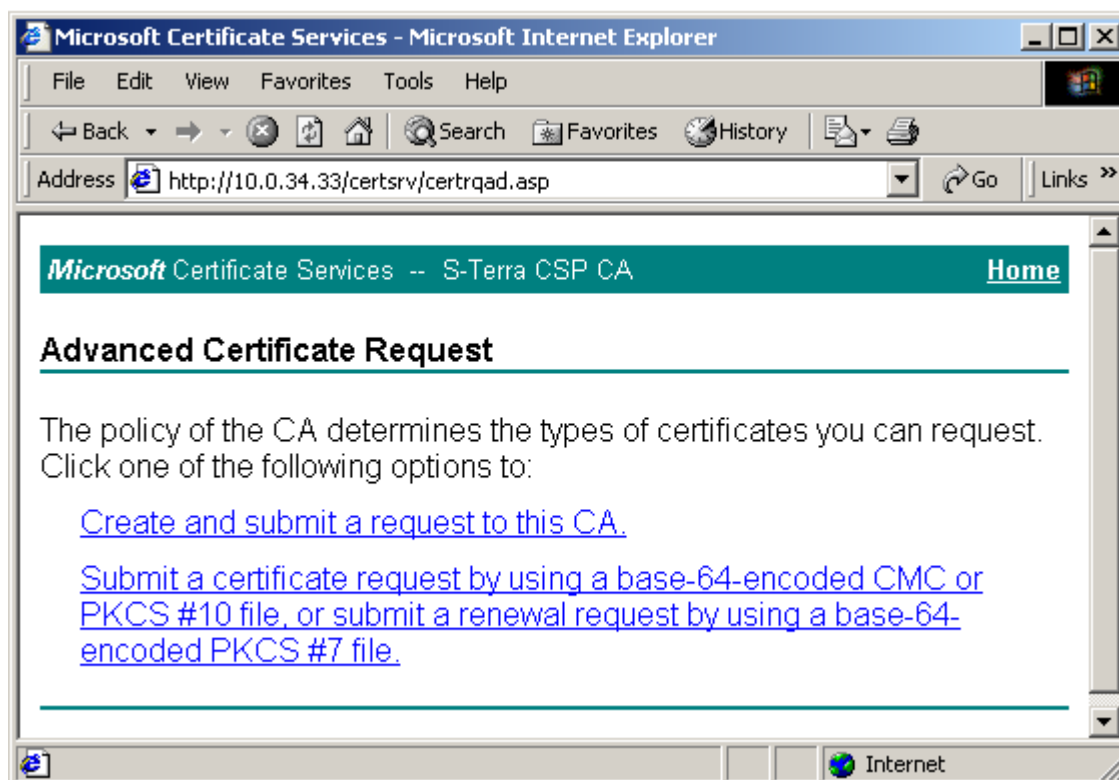 Microsoft Certificate Services - Microsoft Internet Explorer
File Edit View Favorites Tools Help
Back Search Favorites History
Address http://10.0.34.33/certsrv/certrqad.asp Go Links »
Microsoft Certificate Services -- S-Terra CSP CA Home
Advanced Certificate Request
The policy of the CA determines the types of certificates you can request.
Click one of the following options to:
Create and submit a request to this CA.
Submit a certificate request by using a base-64-encoded CMC or
PKCS #10 file, or submit a renewal request by using a base-64-
encoded PKCS #7 file.
Internet